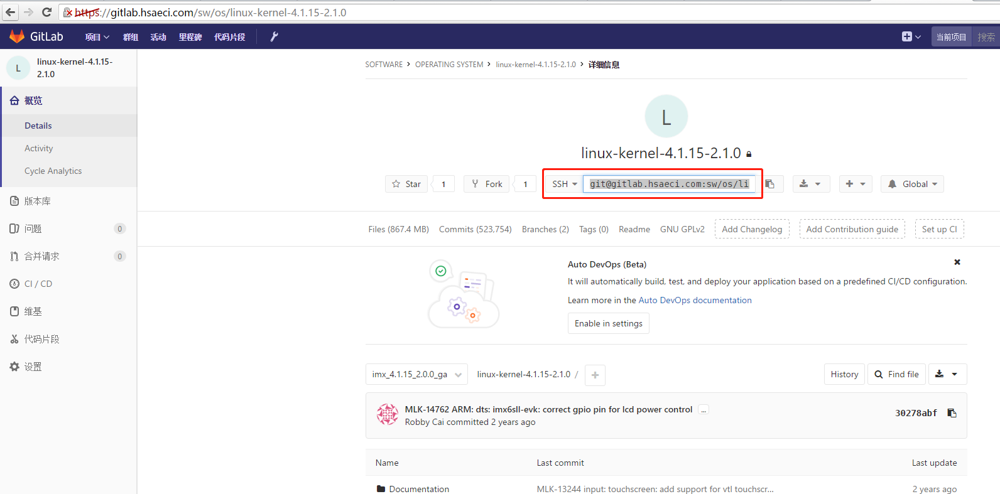 https://gitlab.hsaeci.com/sw/os/linux-kernel-4.1.15-2.1.0
GitLab 项目 群组 活动 里程碑 代码片段 当前项目 搜索
L linux-kernel-4.1.15-
2.1.0
概览
Details
Activity
Cycle Analytics
版本库
问题 0
合并请求 0
CI / CD
维基
代码片段
设置
SOFTWARE > OPERATING SYSTEM > linux-kernel-4.1.15-2.1.0 > 详细信息
L
linux-kernel-4.1.15-2.1.0
Star 1 Fork 1 SSH git@gitlab.hsaeci.com:sw/os/li Global
Files (867.4 MB) Commits (523,754) Branches (2) Tags (0) Readme GNU GPLv2 Add Changelog Add Contribution guide Set up CI
Auto DevOps (Beta)
It will automatically build, test, and deploy your application based on a predefined CI/CD configuration.
Learn more in the Auto DevOps documentation
Enable in settings
imx_4.1.15_2.0.0_ga linux-kernel-4.1.15-2.1.0 / + History Find file
MLK-14762 ARM: dts: imx6sll-evk: correct gpio pin for lcd power control ...
Robby Cai committed 2 years ago
30278abf
Name Last commit Last update
Documentation MLK-13244 input: touchscreen: add support for vtl touchscr... 2 years ago